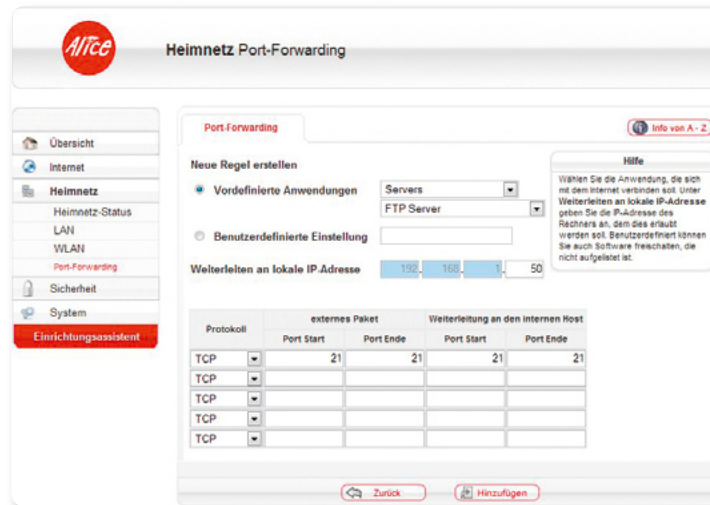 Alice
Heimnetz Port-Forwarding
Übersicht
Internet
Heimnetz
Heimnetz-Status
LAN
WLAN
Port-Forwarding
Sicherheit
System
Einrichtungsassistent
Port-Forwarding
Info von A - Z
Neue Regel erstellen
Vordefinierte Anwendungen
Servers
FTP Server
Benutzerdefinierte Einstellung
Weiterleiten an lokale IP-Adresse 192. 168. 1. 50
Hilfe
Wählen Sie die Anwendung, die sich
mit dem Internet verbinden soll. Unter
Weiterleiten an lokale IP-Adresse
geben Sie die IP-Adresse des
Rechners an, dem dies erlaubt
werden soll. Benutzerdefiniert können
Sie auch Software freischalten, die
nicht aufgelistet ist.
Protokoll externes Paket Weiterleitung an den internen Host
Port Start Port Ende Port Start Port Ende
TCP 21 21 21 21
TCP
TCP
TCP
TCP
Zurück Hinzufügen